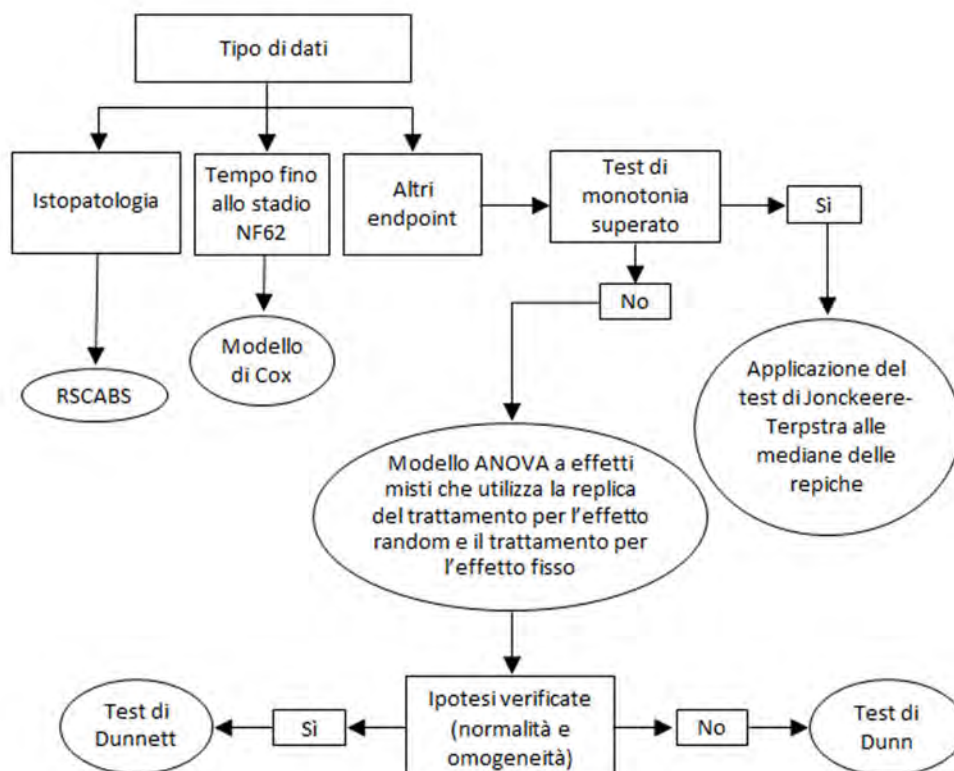 Tipo di dati
Istopatologia
Tempo fino
allo stadio
NF62
Altri
endpoint
Test di
monotonia
superato
Sì
No
RSCABS
Modello
di Cox
Applicazione del
test di Jonckeere-
Terpstra alle
mediane delle
repiche
Modello ANOVA a effetti
misti che utilizza la replica
del trattamento per l'effetto
random e il trattamento per
l'effetto fisso
Test di
Dunnett
Sì
Ipotesi verificate
(normalità e
omogeneità)
No
Test di
Dunn